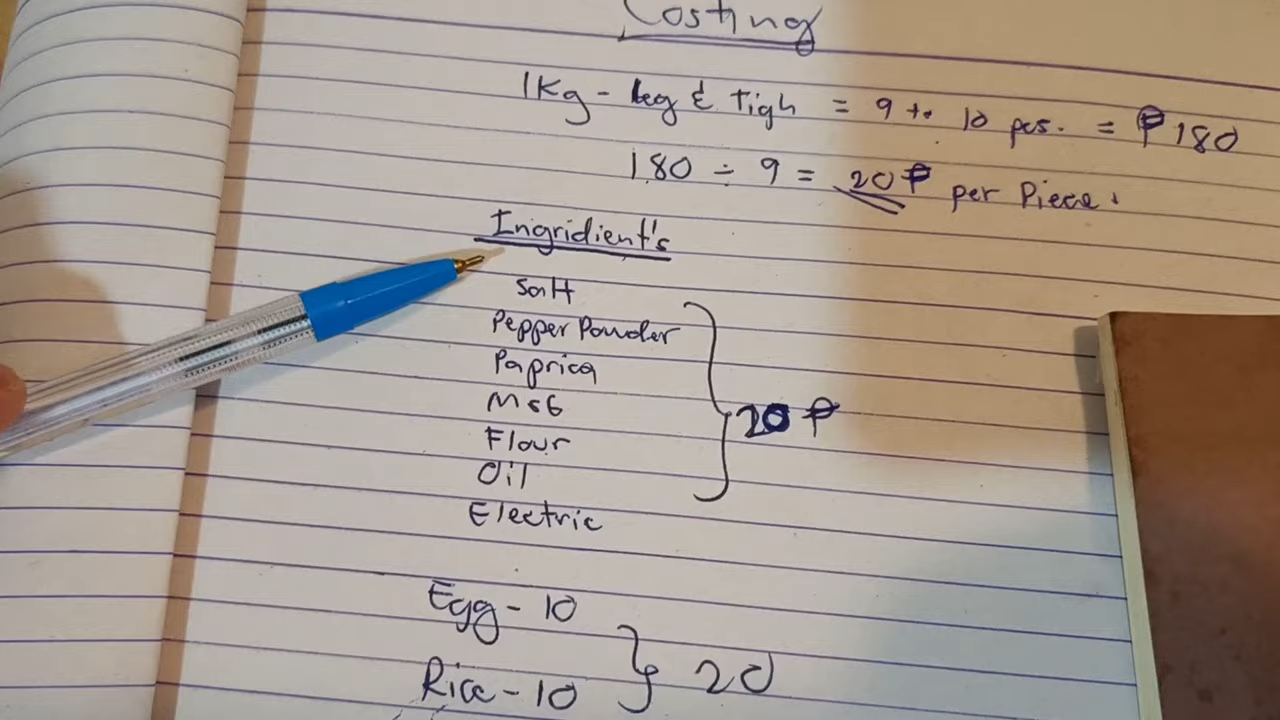 Costing
1Kg - Leg & Tigh = 9 to 10 pcs. = ₱180
180 ÷ 9 = 20₱ per Piece.
Ingridient's
Salt
Pepper Powder
Paprica
MSG
Flour
Oil
Electric
20 ₱
Egg - 10
Rice - 10
20